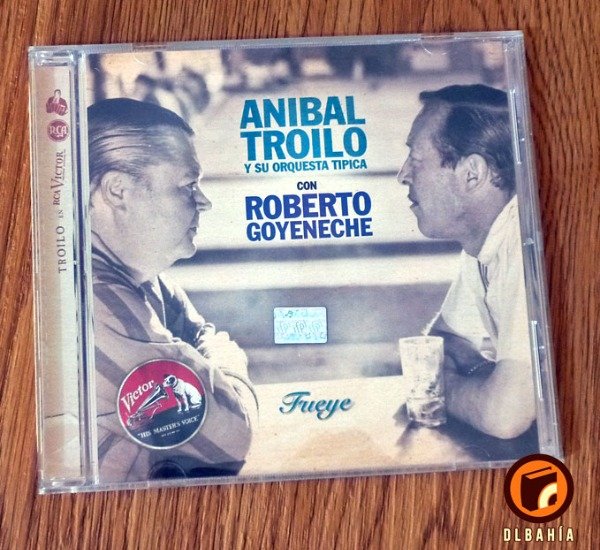 ANIBAL
TROILO
Y SU ORQUESTA TIPICA
CON
ROBERTO
GOYENECHE
Fueye
TROILO EN RCA VICTOR
RCA
Victor
"HIS MASTER'S VOICE"
DLBAHÍA